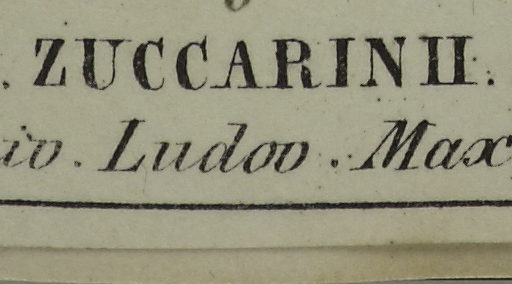 . ZUCCARINII.
iv. Ludov. Max